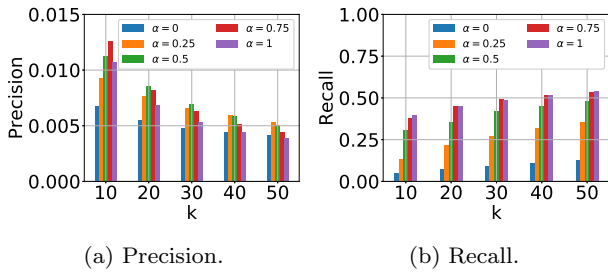 0.015
0.010
0.005
0.000
Precision
α = 0
α = 0.25
α = 0.5
α = 0.75
α = 1
10 20 30 40 50
k
(a) Precision.
1.00
0.75
0.50
0.25
0.00
Recall
α = 0
α = 0.25
α = 0.5
α = 0.75
α = 1
10 20 30 40 50
k
(b) Recall.